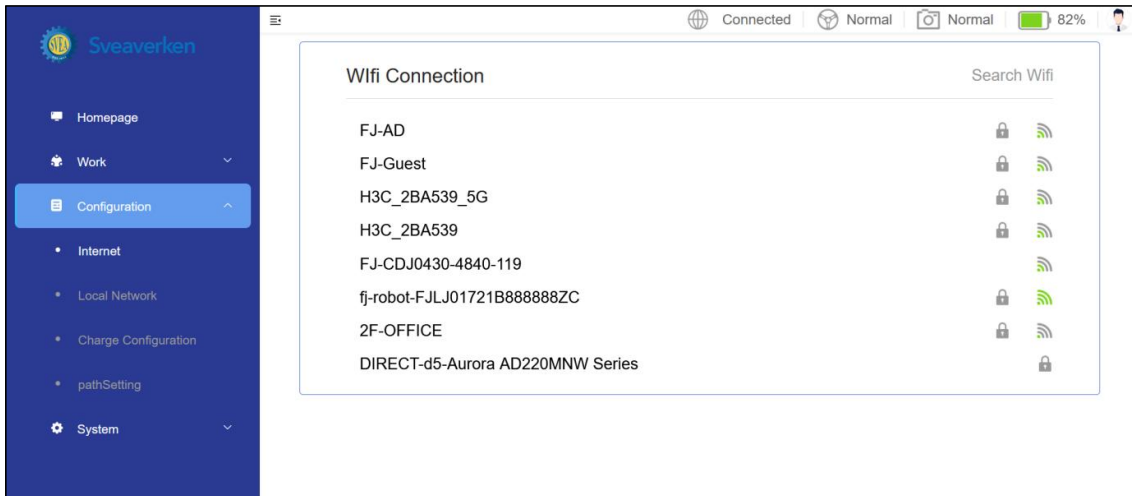 SVEA
Sveaverken
Connected
Normal
Normal
82%
Homepage
Work
Configuration
Internet
Local Network
Charge Configuration
pathSetting
System
WIfi Connection
Search Wifi
FJ-AD
FJ-Guest
H3C_2BA539_5G
H3C_2BA539
FJ-CDJ0430-4840-119
fj-robot-FJLJ01721B888888ZC
2F-OFFICE
DIRECT-d5-Aurora AD220MNW Series